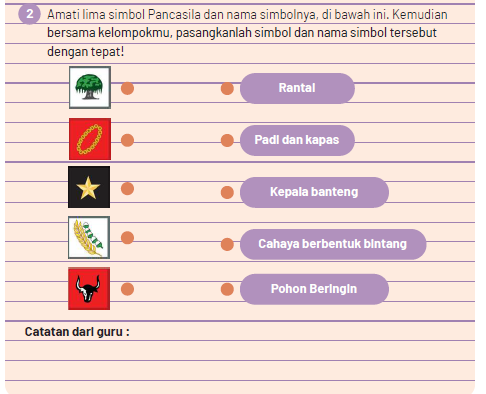 2 Amati lima simbol Pancasila dan nama simbolnya, di bawah ini. Kemudian
bersama kelompokmu, pasangkanlah simbol dan nama simbol tersebut
dengan tepat!
Rantai
Padi dan kapas
Kepala banteng
Cahaya berbentuk bintang
Pohon Beringin
Catatan dari guru :